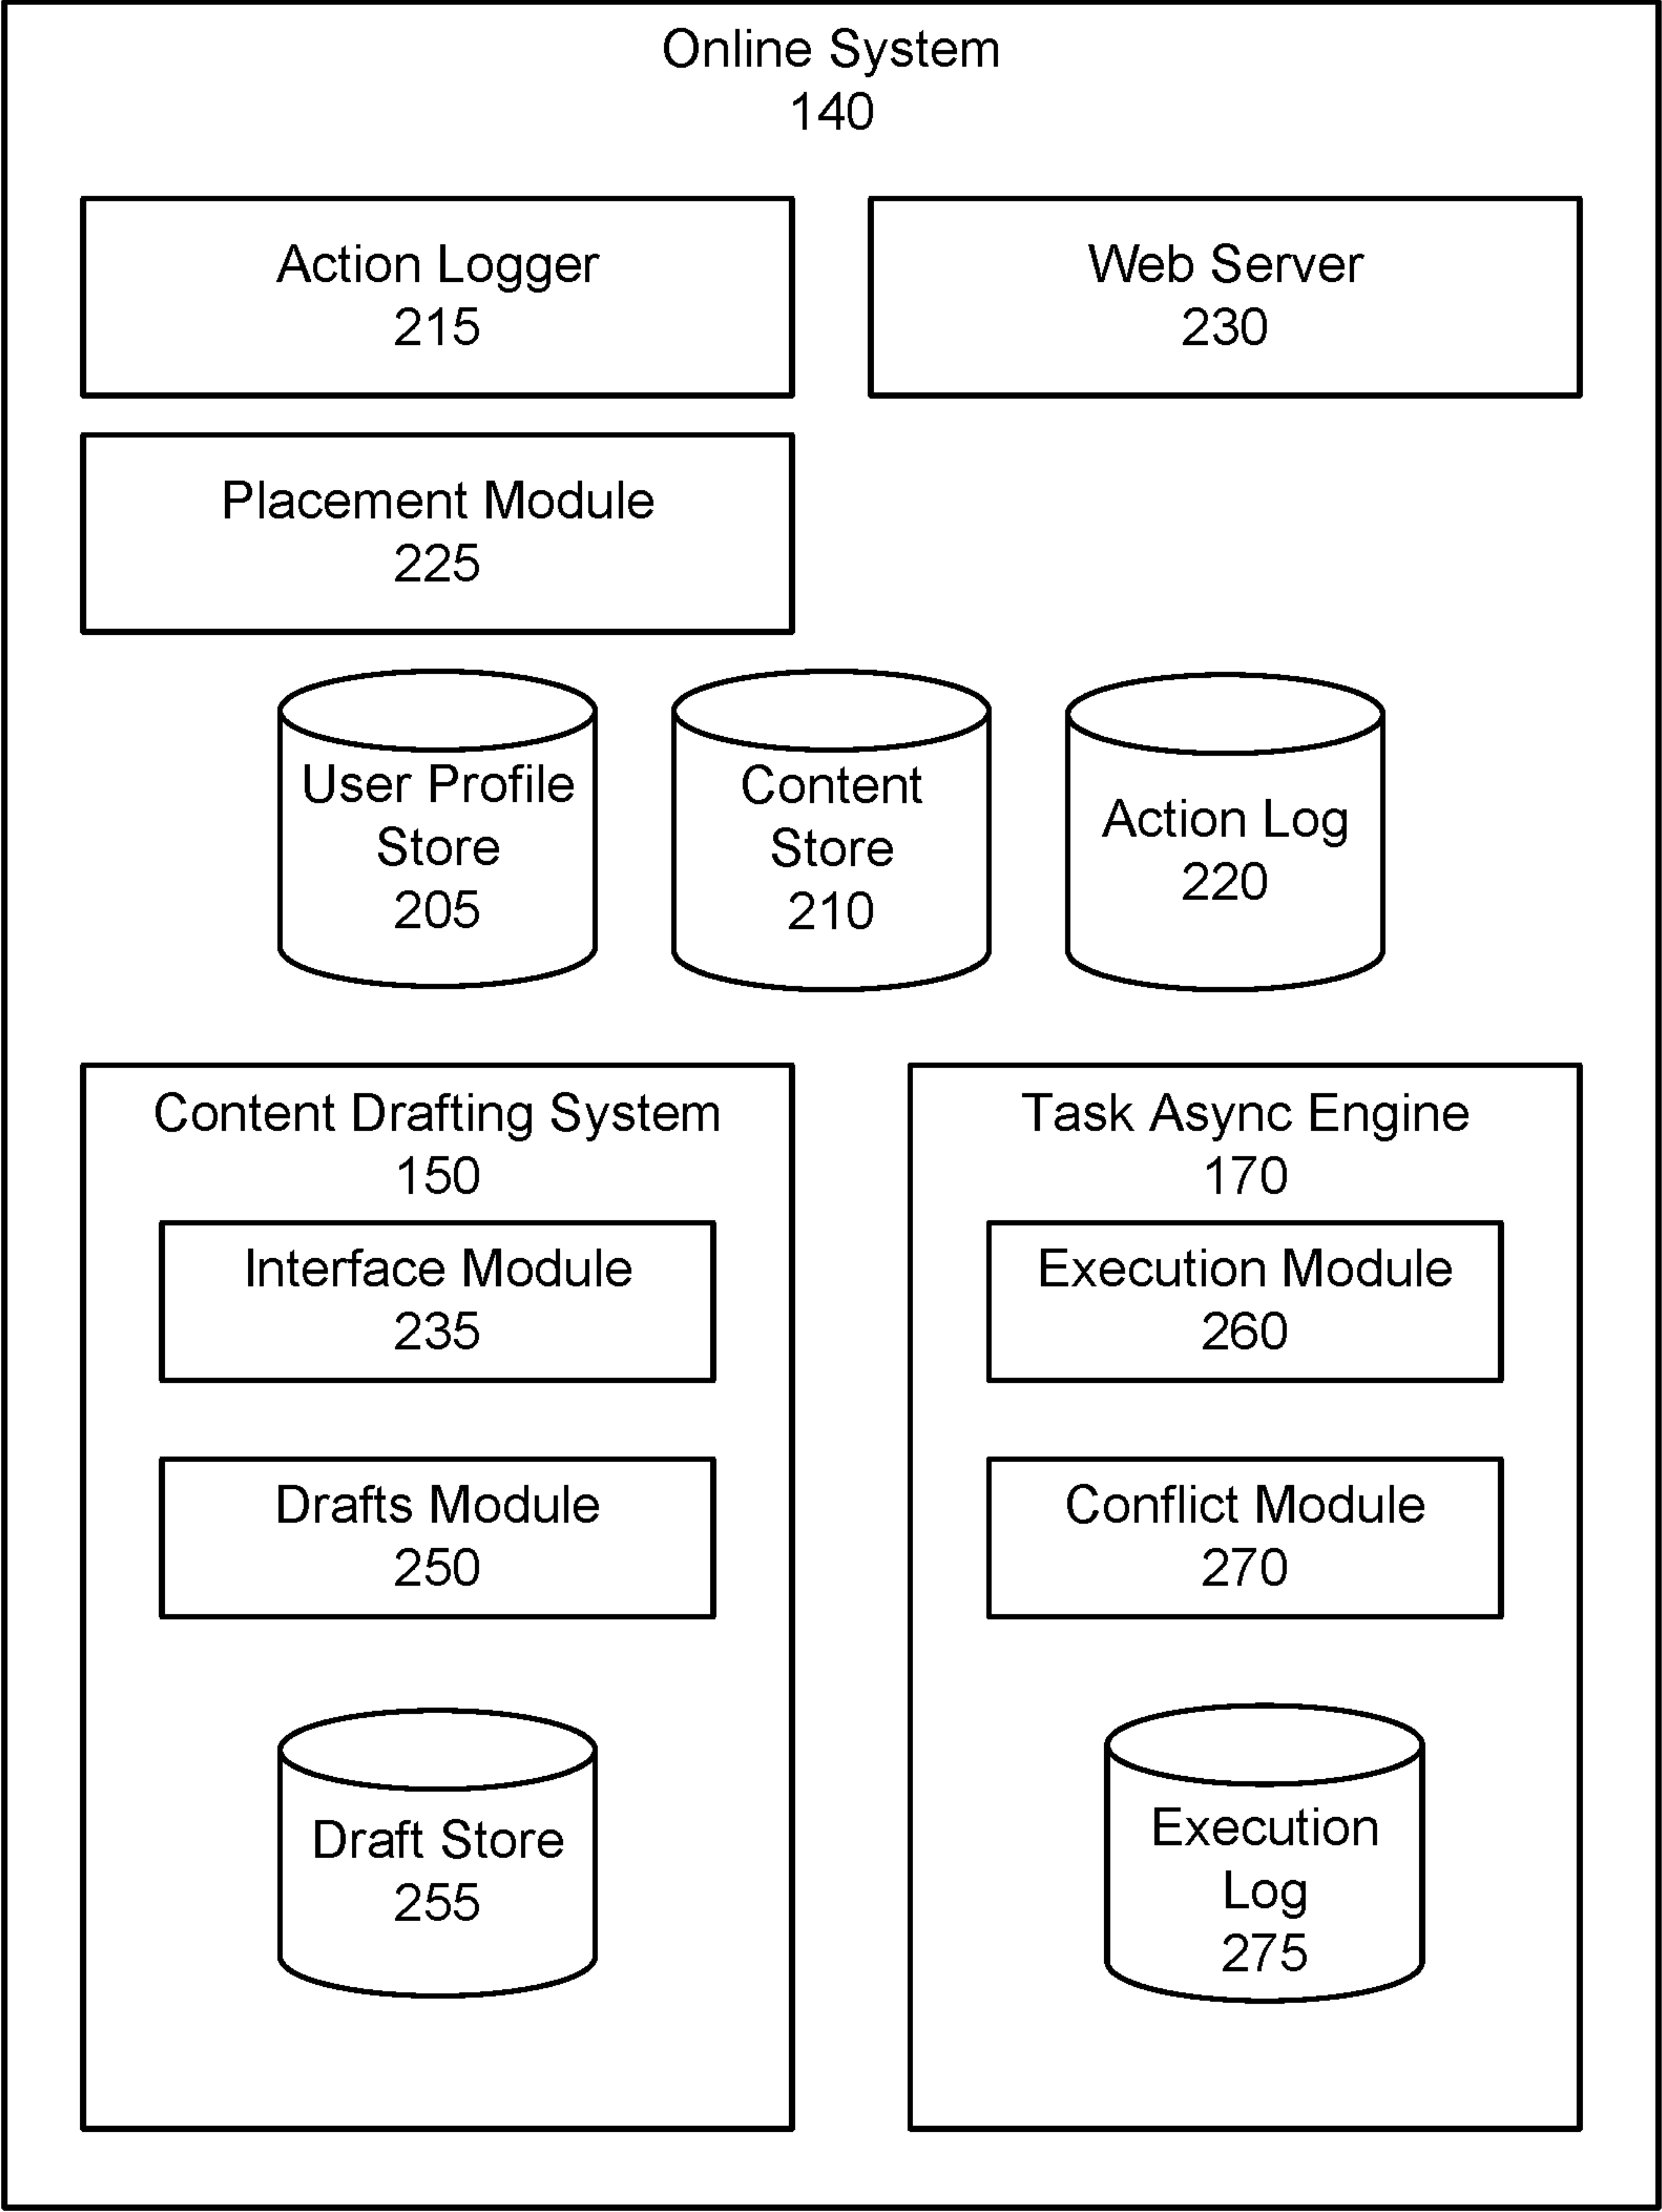 Online System
140
Action Logger
215
Web Server
230
Placement Module
225
User Profile
Store
205
Content
Store
210
Action Log
220
Content Drafting System
150
Interface Module
235
Drafts Module
250
Draft Store
255
Task Async Engine
170
Execution Module
260
Conflict Module
270
Execution
Log
275